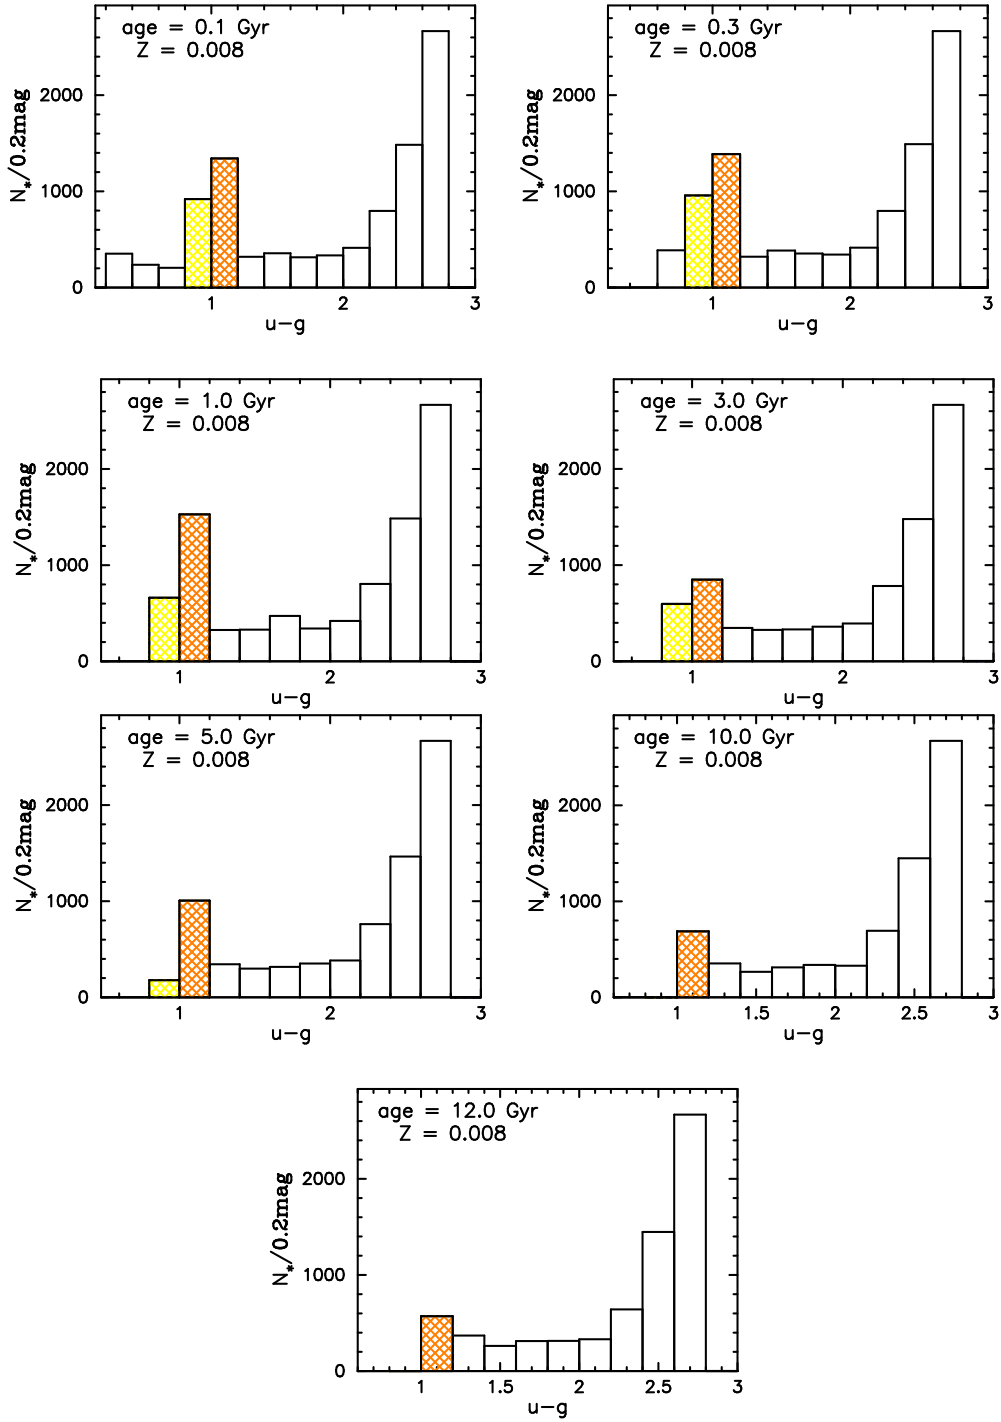 age = 0.1 Gyr
Z = 0.008
N*/0.2mag
2000
1000
0
1
2
3
u-g
age = 0.3 Gyr
Z = 0.008
N*/0.2mag
2000
1000
0
1
2
3
u-g
age = 1.0 Gyr
Z = 0.008
N*/0.2mag
2000
1000
0
1
2
3
u-g
age = 3.0 Gyr
Z = 0.008
N*/0.2mag
2000
1000
0
1
2
3
u-g
age = 5.0 Gyr
Z = 0.008
N*/0.2mag
2000
1000
0
1
2
3
u-g
age = 10.0 Gyr
Z = 0.008
N*/0.2mag
2000
1000
0
1
1.5
2
2.5
3
u-g
age = 12.0 Gyr
Z = 0.008
N*/0.2mag
2000
1000
0
1
1.5
2
2.5
3
u-g